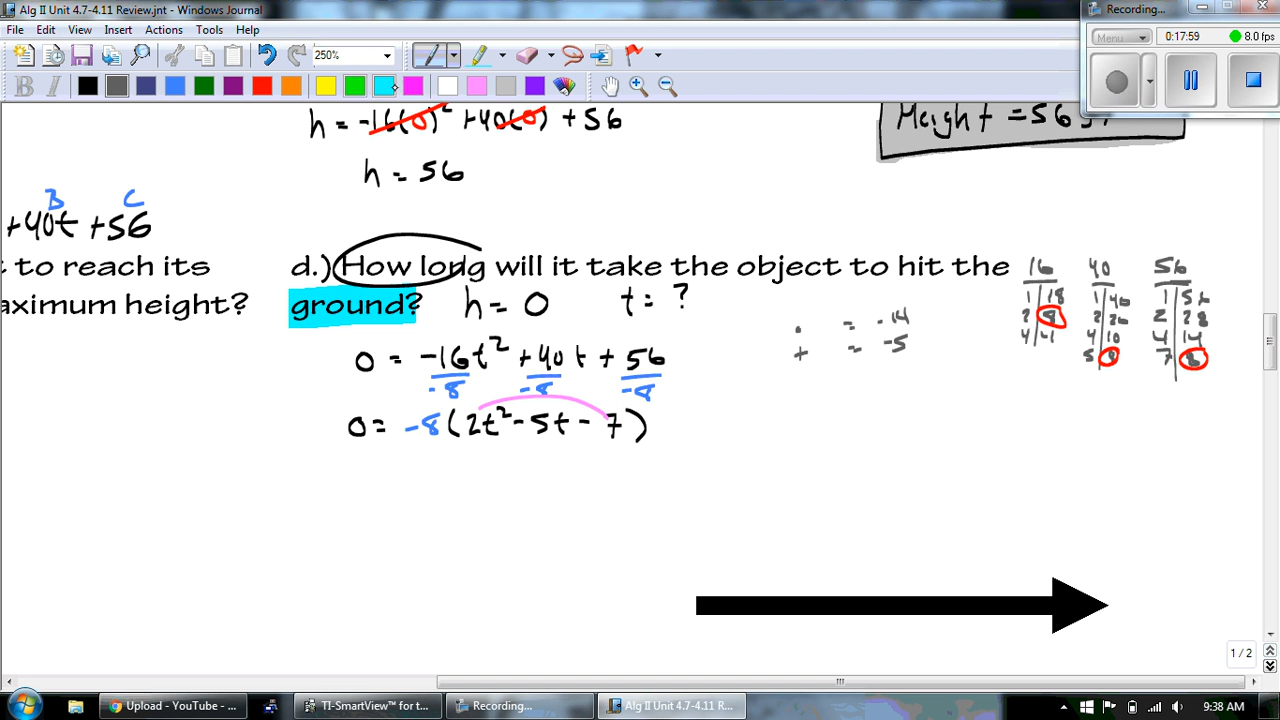 Alg II Unit 4.7-4.11 Review.jnt - Windows Journal
File Edit View Insert Actions Tools Help
250%
Recording...
Menu 0:17:59 8.0 fps
h = -16(0)² +40(0) +56
Height = 56
h = 56
B C
+40t +56
t to reach its
aximum height?
d.) How long will it take the object to hit the
ground? h = 0 t = ?
16 40 56
1 18 1 40 1 56
2 8 2 20 2 28
4 4 4 10 4 14
5 8 7 8
· = -14
+ = -5
0 = -16t² +40t + 56
-8 -8 -8
0 = -8(2t² - 5t - 7)
1 / 2
Upload - YouTube - ...
TI-SmartView™ for t...
Recording...
Alg II Unit 4.7-4.11 R...
9:38 AM